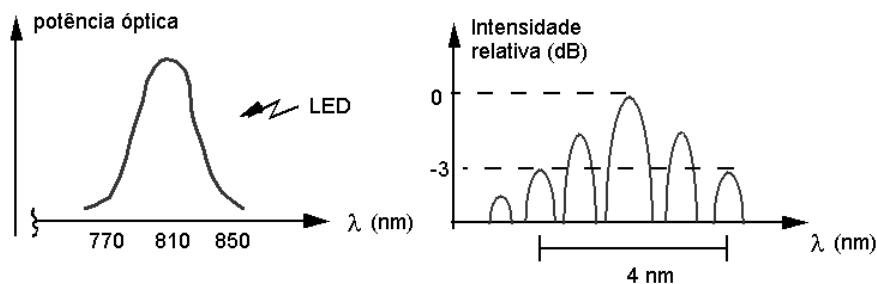 potência óptica
LED
λ (nm)
770 810 850
Intensidade
relativa (dB)
0
-3
λ (nm)
4 nm